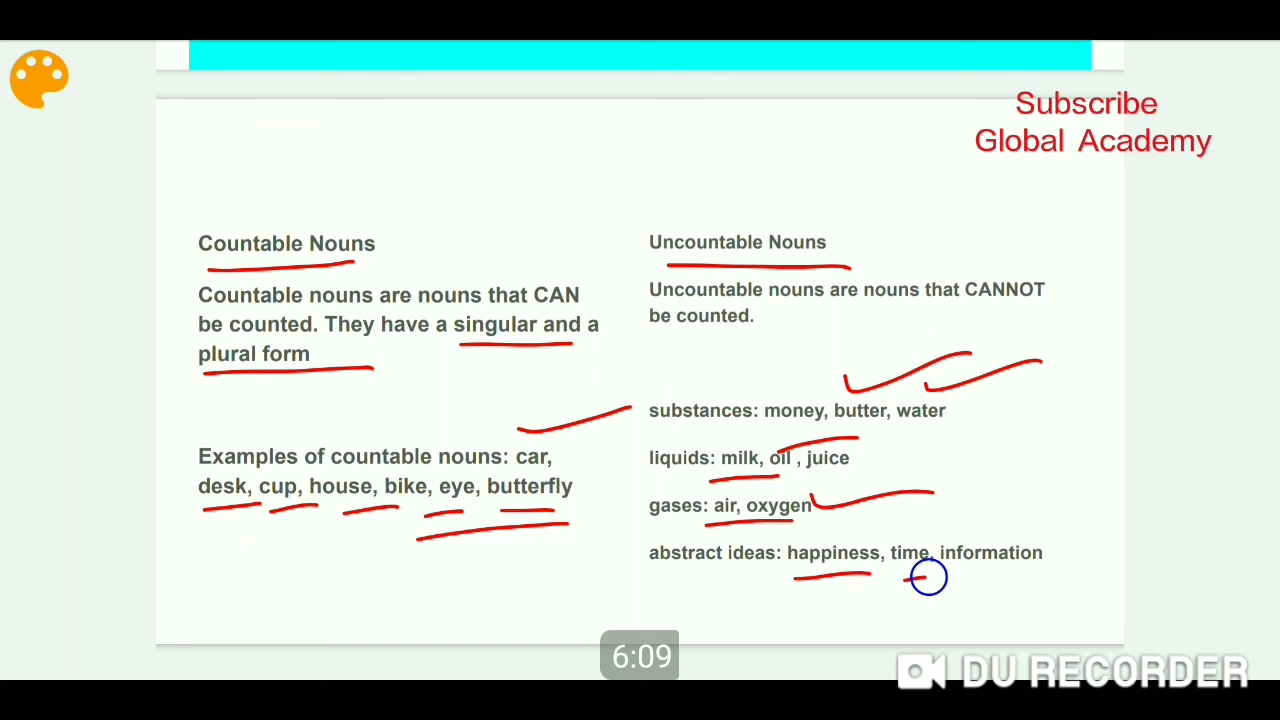 Subscribe
Global Academy
Countable Nouns
Countable nouns are nouns that CAN
be counted. They have a singular and a
plural form
Examples of countable nouns: car,
desk, cup, house, bike, eye, butterfly
Uncountable Nouns
Uncountable nouns are nouns that CANNOT
be counted.
substances: money, butter, water
liquids: milk, oil , juice
gases: air, oxygen
abstract ideas: happiness, time, information
6:09
DU RECORDER